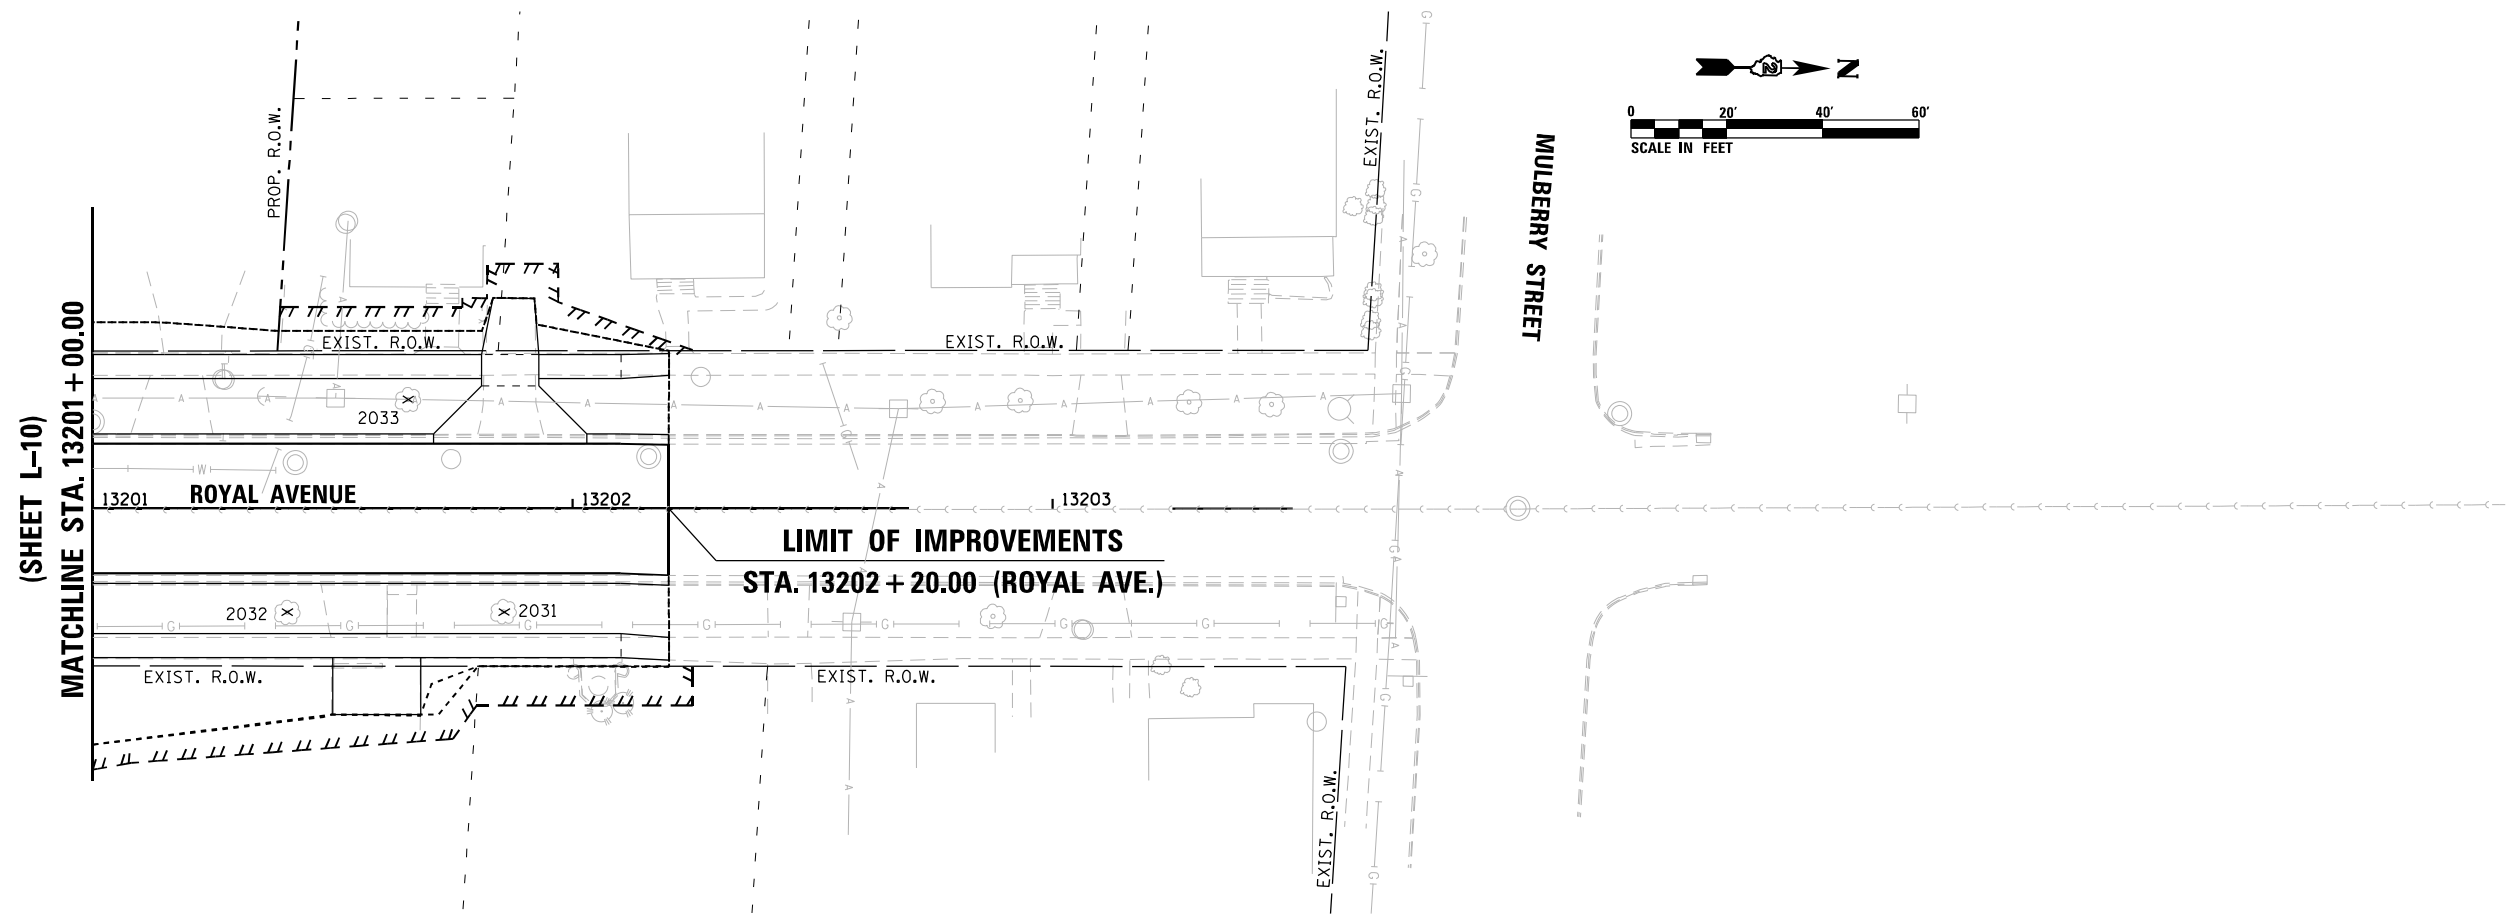 (SHEET L-10)
MATCHLINE STA. 13201 + 00.00
PROP. R.O.W.
EXIST. R.O.W.
EXIST. R.O.W.
EXIST. R.O.W.
MULBERRY STREET
2
N
0 20' 40' 60'
SCALE IN FEET
A A A A A A A A A A A A
2033
W
13201
ROYAL AVENUE
13202
13203
LIMIT OF IMPROVEMENTS
STA. 13202 + 20.00 (ROYAL AVE.)
2032
2031
G G G G G G G G
EXIST. R.O.W.
EXIST. R.O.W.
EXIST. R.O.W.